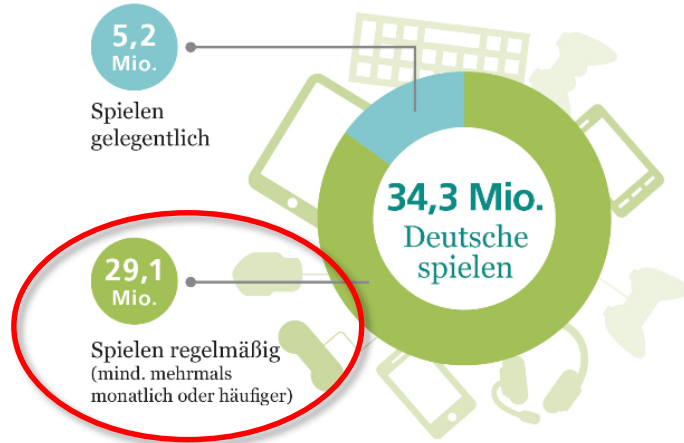 5,2
Mio.
Spielen
gelegentlich
34,3 Mio.
Deutsche
spielen
29,1
Mio.
Spielen regelmäßig
(mind. mehrmals
monatlich oder häufiger)